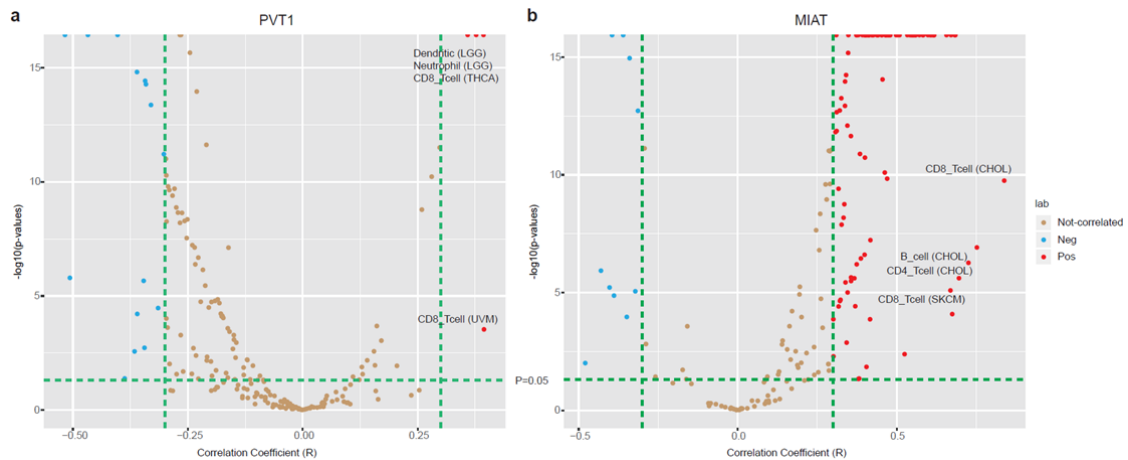 a
PVT1
-log10(p-values)
15
10
5
0
Dendritic (LGG)
Neutrophil (LGG)
CD8_Tcell (THCA)
CD8_Tcell (UVM)
-0.50
-0.25
0.00
0.25
Correlation Coefficient (R)
b
MIAT
-log10(p-values)
15
10
5
P=0.05
0
CD8_Tcell (CHOL)
B_cell (CHOL)
CD4_Tcell (CHOL)
CD8_Tcell (SKCM)
-0.5
0.0
0.5
Correlation Coefficient (R)
lab
Not-correlated
Neg
Pos